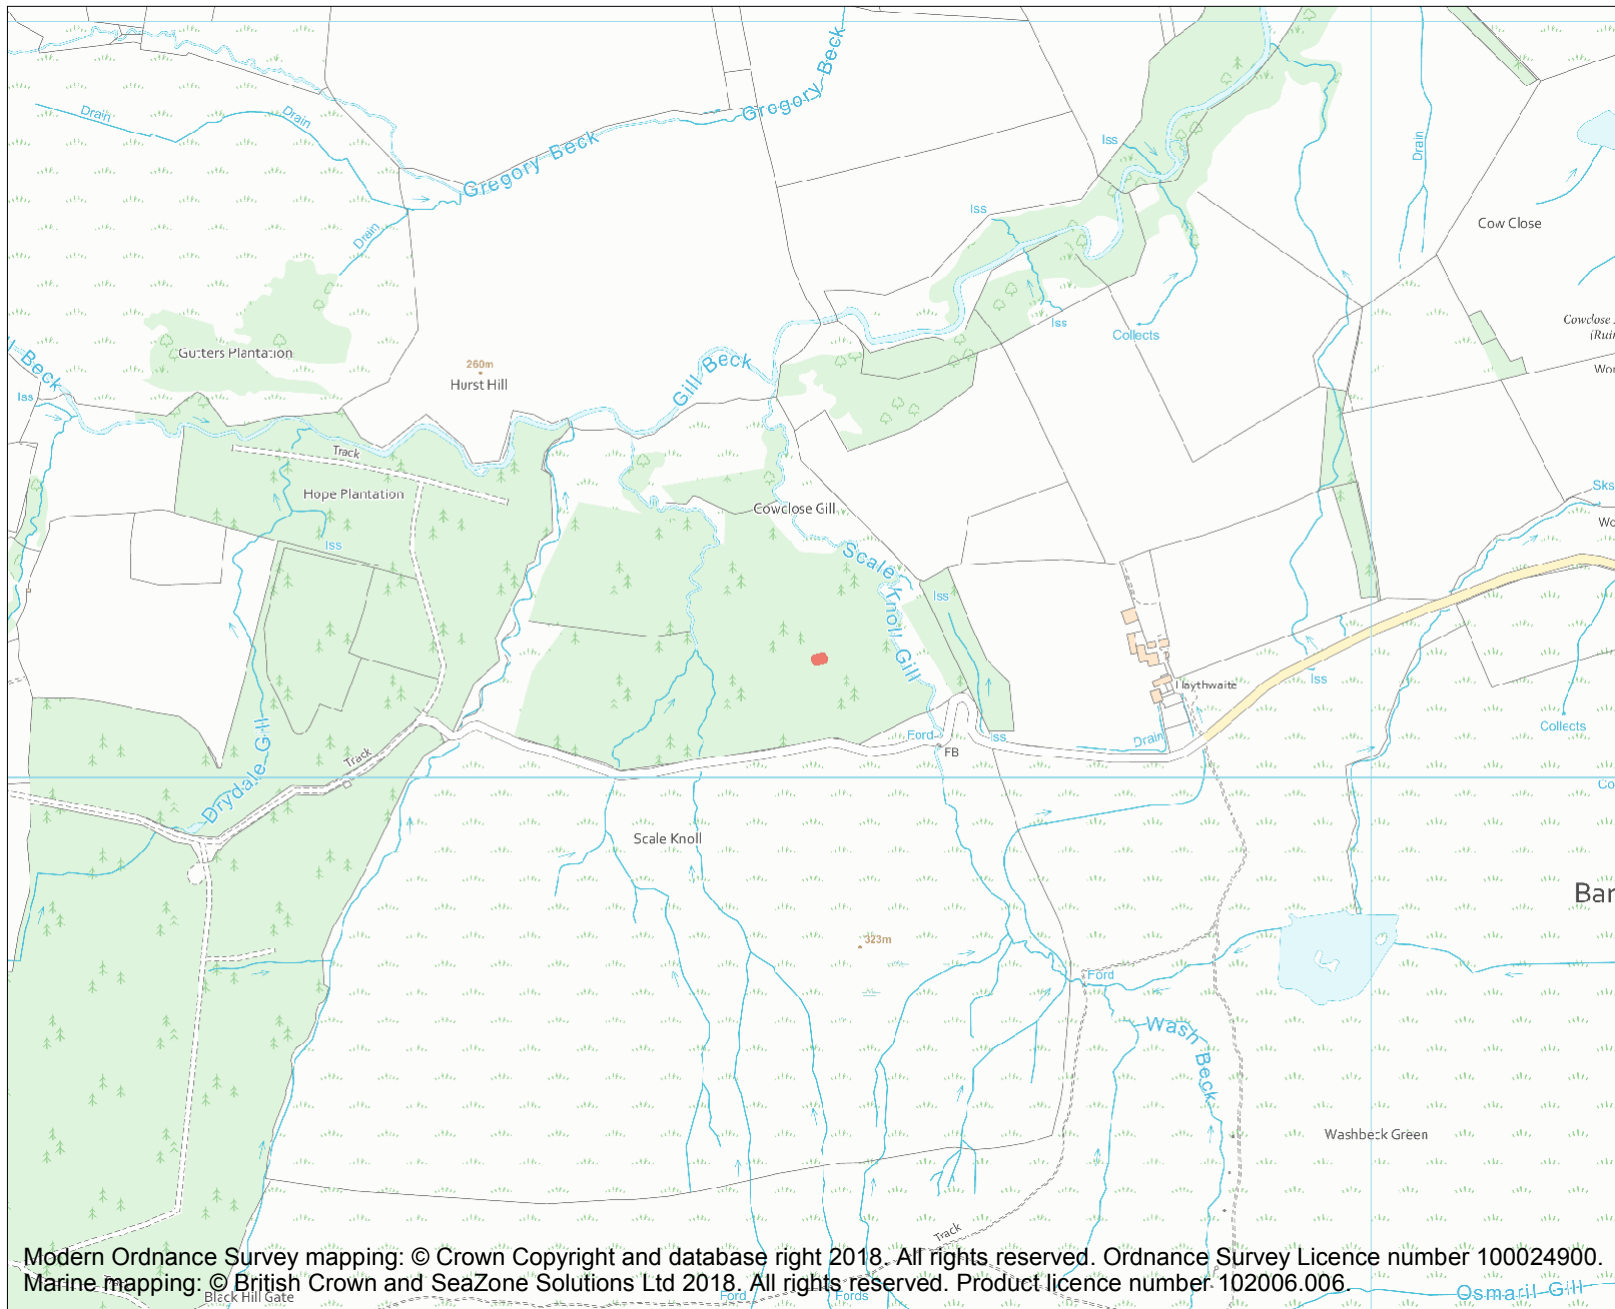 Drain
Drain
Gregory Beck
Gregory Beck
Drain
Iss
Iss
Drain
Cow Close
Iss
Collects
Cowclose
(Ruin
Gutters Plantation
260m
Hurst Hill
Gill Beck
Beck
Iss
Track
Hope Plantation
Iss
Cowclose Gill
Scale Knoll Gill
Iss
Sks
Haythwaite
Iss
Collects
Drydale Gill
Track
Ford
FB
Iss
Drain
Co
Scale Knoll
Bar
323m
Ford
Wash Beck
Washbeck Green
Track
Modern Ordnance Survey mapping: © Crown Copyright and database right 2018. All rights reserved. Ordnance Survey Licence number 100024900.
Marine mapping: © British Crown and SeaZone Solutions Ltd 2018. All rights reserved. Product licence number 102006.006.
Black Hill Gate
Ford
Fords
Osmaril Gill